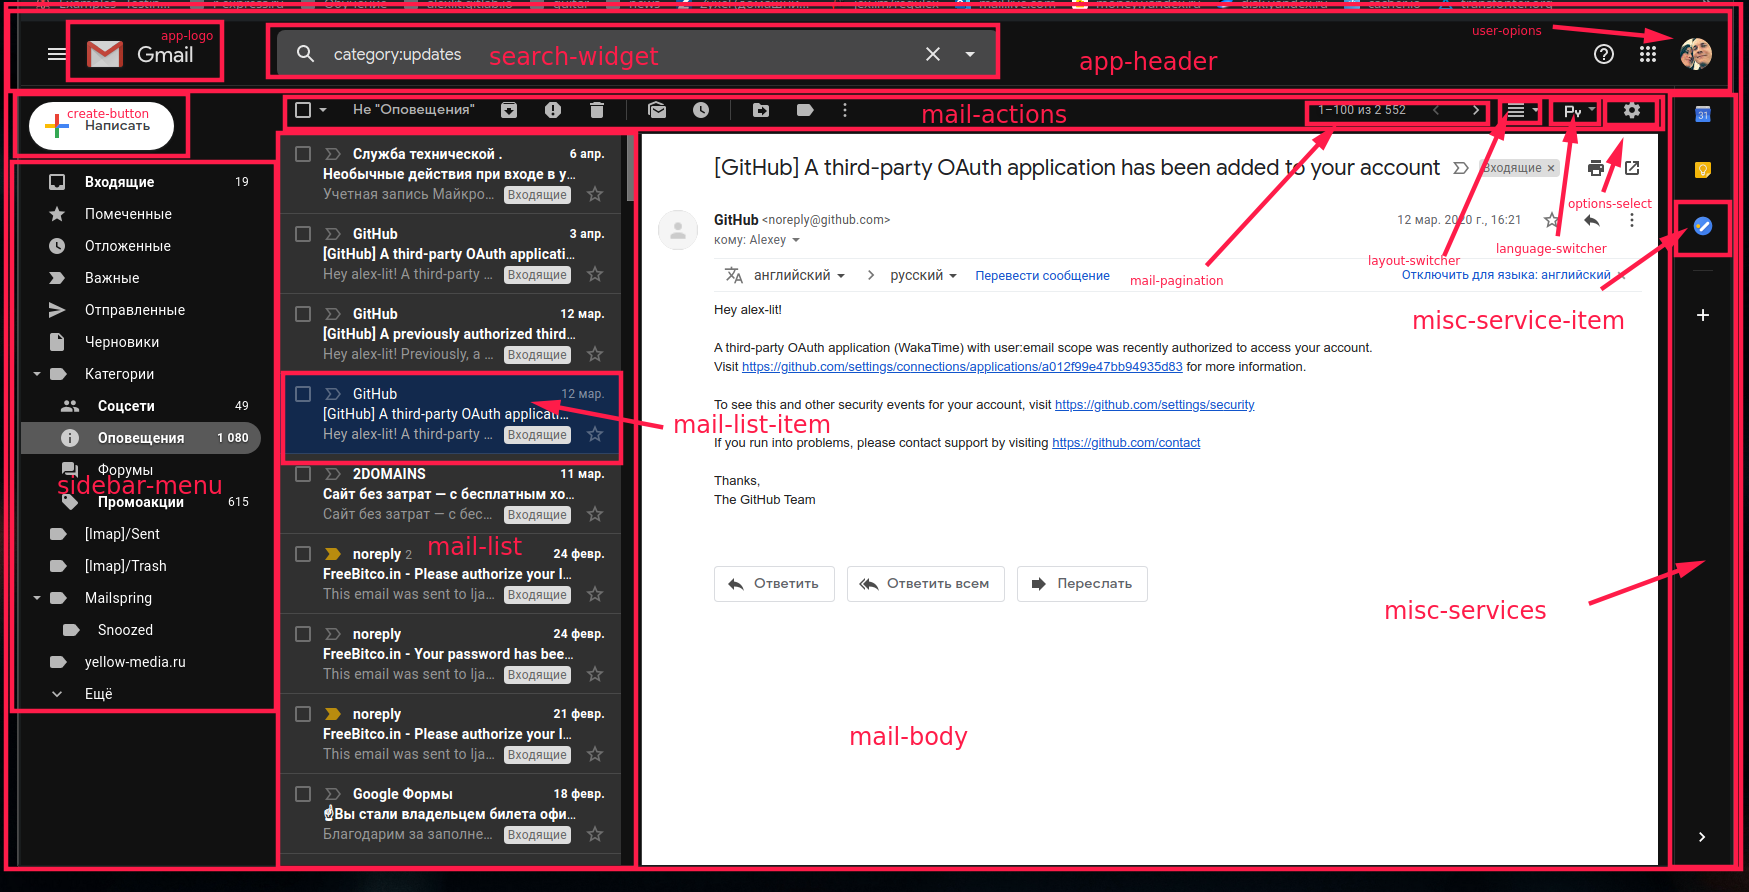 app-logo
Gmail
category:updates
search-widget
app-header
user-opions
create-button
Написать
Не "Оповещения"
mail-actions
1–100 из 2 552
Ру
31
Входящие 19
Помеченные
Отложенные
Важные
Отправленные
Черновики
Категории
Соцсети 49
Оповещения 1 080
Форумы
sidebar-menu
Промоакции 615
[Imap]/Sent
[Imap]/Trash
Mailspring
Snoozed
yellow-media.ru
Ещё
Служба технической . 6 апр.
Необычные действия при входе в у…
Учетная запись Майкро… Входящие
GitHub 3 апр.
[GitHub] A third-party OAuth applicati…
Hey alex-lit! A third-party … Входящие
GitHub 12 мар.
[GitHub] A previously authorized third…
Hey alex-lit! Previously, a … Входящие
GitHub 12 мар.
[GitHub] A third-party OAuth applicati…
Hey alex-lit! A third-party … Входящие
mail-list-item
2DOMAINS 11 мар.
Сайт без затрат — с бесплатным хо…
Сайт без затрат — с бес… Входящие
mail-list
noreply 2 24 февр.
FreeBitco.in - Please authorize your l…
This email was sent to lja… Входящие
noreply 24 февр.
FreeBitco.in - Your password has bee…
This email was sent to lja… Входящие
noreply 21 февр.
FreeBitco.in - Please authorize your l…
This email was sent to lja… Входящие
Google Формы 18 февр.
☝Вы стали владельцем билета офи…
Благодарим за заполне… Входящие
[GitHub] A third-party OAuth application has been added to your account Входящие ×
options-select
GitHub <noreply@github.com> 12 мар. 2020 г., 16:21
кому: Alexey
language-switcher
layout-switcher
английский > русский Перевести сообщение
Отключить для языка: английский ×
mail-pagination
misc-service-item
Hey alex-lit!
A third-party OAuth application (WakaTime) with user:email scope was recently authorized to access your account.
Visit https://github.com/settings/connections/applications/a012f99e47bb94935d83 for more information.
To see this and other security events for your account, visit https://github.com/settings/security
If you run into problems, please contact support by visiting https://github.com/contact
Thanks,
The GitHub Team
Ответить
Ответить всем
Переслать
misc-services
mail-body